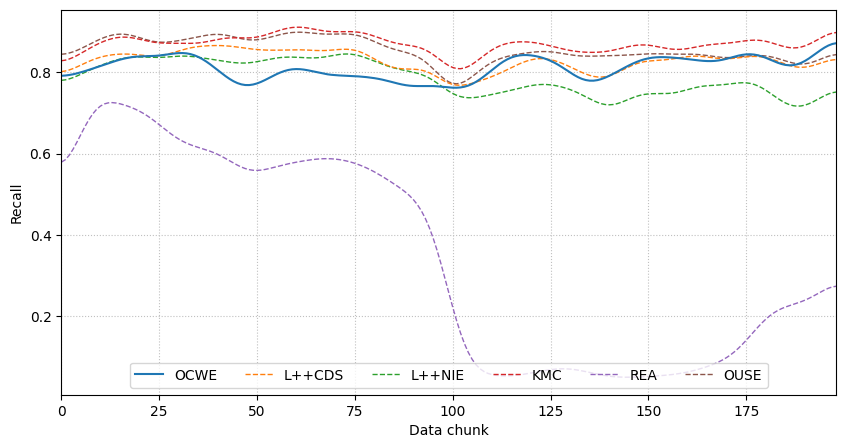 Recall
0.8
0.6
0.4
0.2
OCWE L++CDS L++NIE KMC REA OUSE
0 25 50 75 100 125 150 175
Data chunk